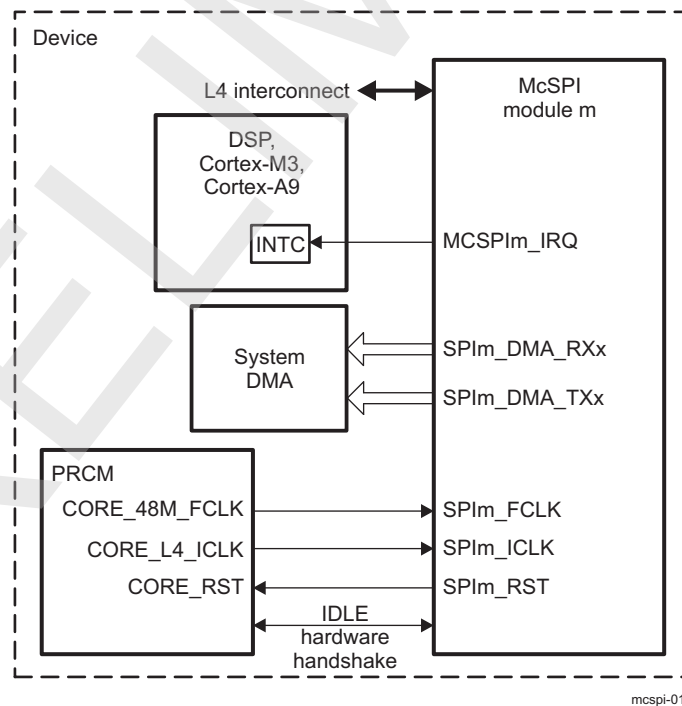 Device
L4 interconnect
McSPI
module m
DSP,
Cortex-M3,
Cortex-A9
INTC
MCSPIm_IRQ
System
DMA
SPIm_DMA_RXx
SPIm_DMA_TXx
PRCM
CORE_48M_FCLK
SPIm_FCLK
CORE_L4_ICLK
SPIm_ICLK
CORE_RST
SPIm_RST
IDLE
hardware
handshake
mcspi-01